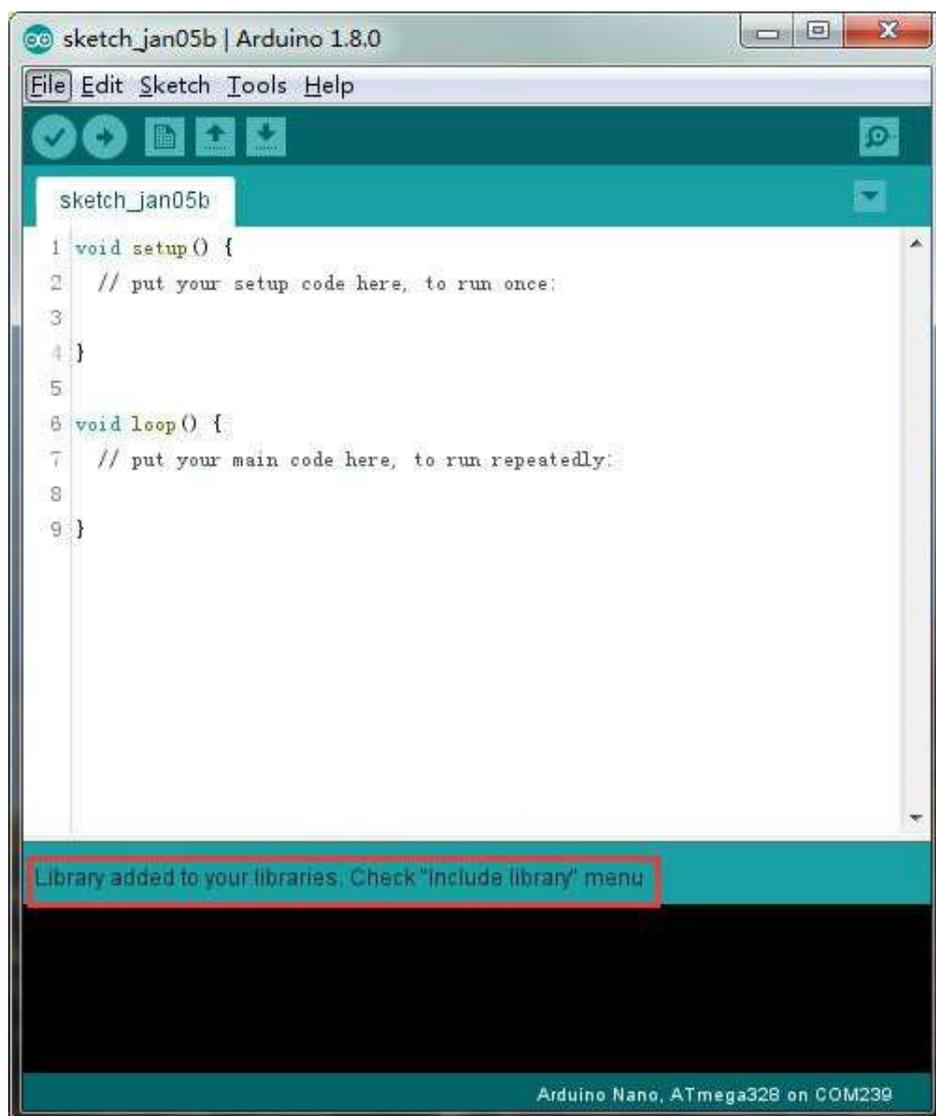 sketch_jan05b | Arduino 1.8.0
File Edit Sketch Tools Help
sketch_jan05b
1 void setup() {
2 // put your setup code here, to run once:
3
4 }
5
6 void loop() {
7 // put your main code here, to run repeatedly:
8
9 }
Library added to your libraries. Check "Include library" menu
Arduino Nano, ATmega328 on COM239